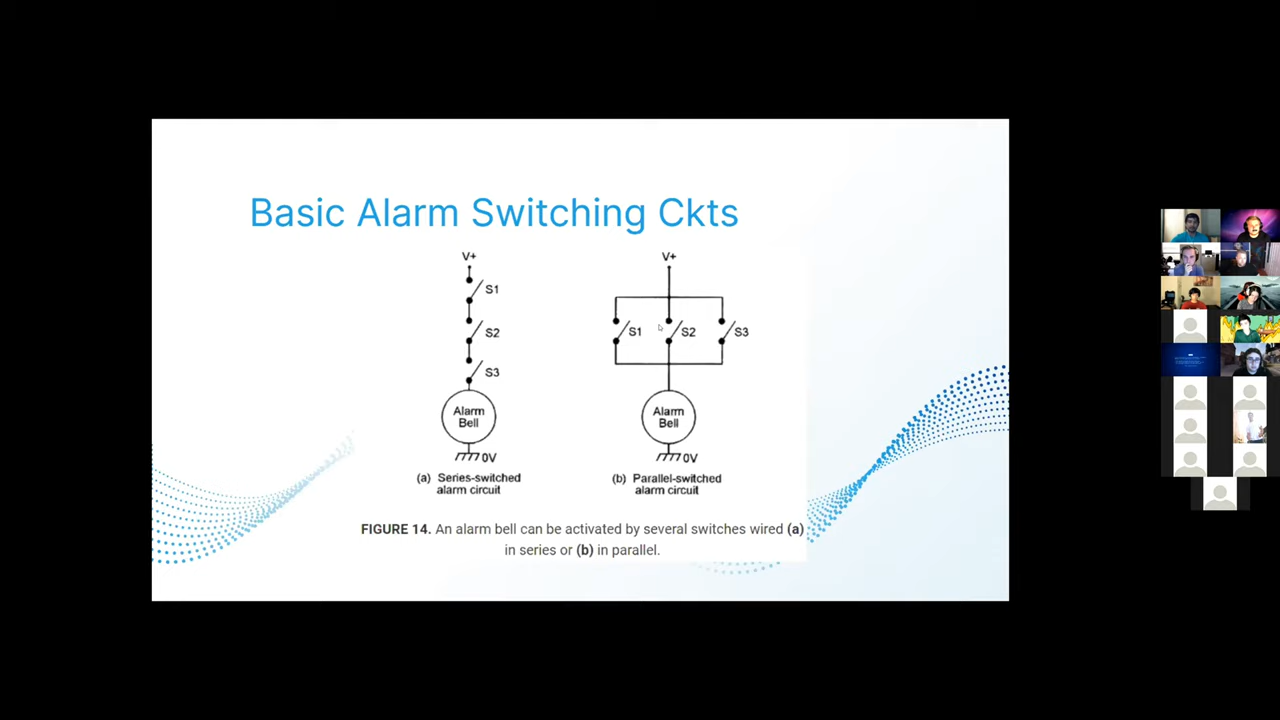 Basic Alarm Switching Ckts
V+
S1
S2
S3
Alarm
Bell
0V
(a) Series-switched
alarm circuit
V+
S1
S2
S3
Alarm
Bell
0V
(b) Parallel-switched
alarm circuit
FIGURE 14. An alarm bell can be activated by several switches wired (a)
in series or (b) in parallel.